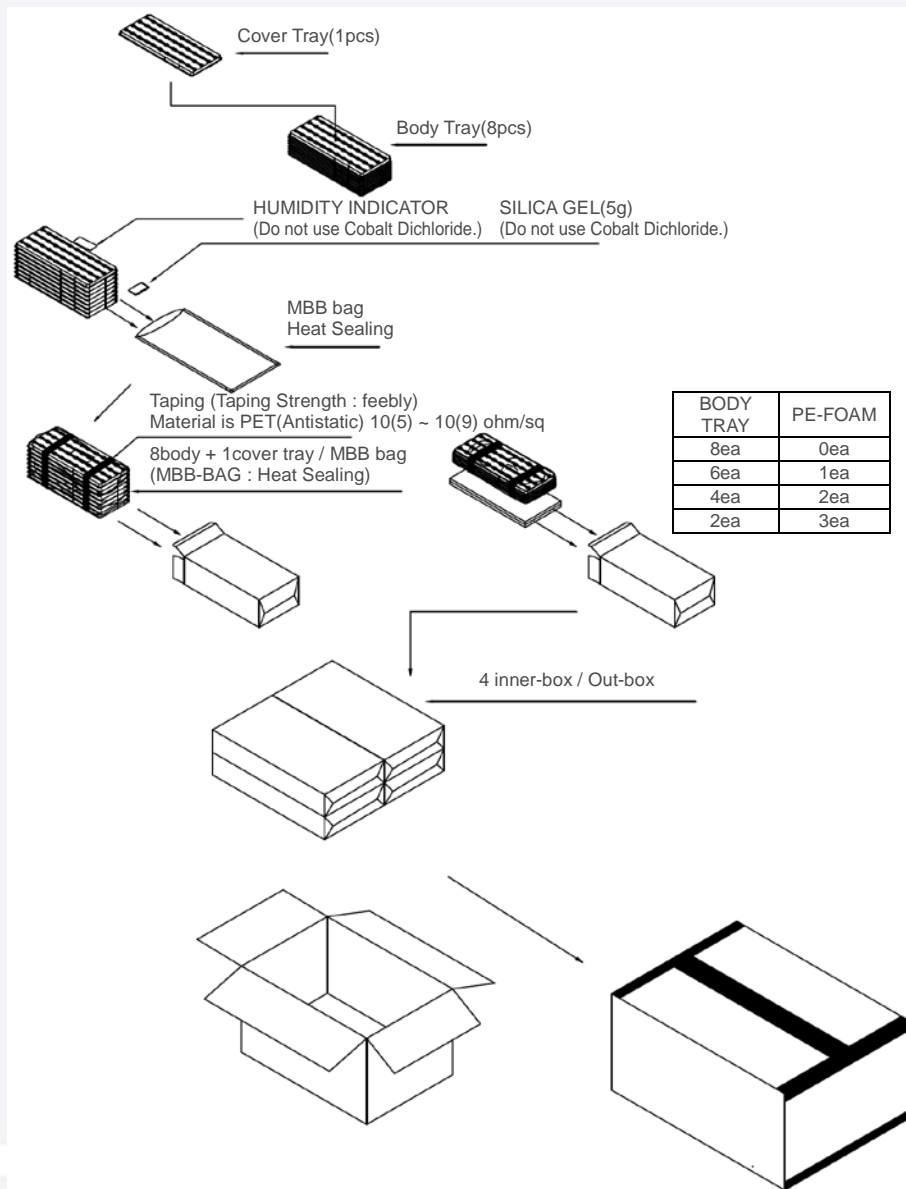 Cover Tray(1pcs)
Body Tray(8pcs)
HUMIDITY INDICATOR
(Do not use Cobalt Dichloride.)
SILICA GEL(5g)
(Do not use Cobalt Dichloride.)
MBB bag
Heat Sealing
Taping (Taping Strength : feebly)
Material is PET(Antistatic) 10(5) ~ 10(9) ohm/sq
8body + 1cover tray / MBB bag
(MBB-BAG : Heat Sealing)
BODY TRAY PE-FOAM
8ea 0ea
6ea 1ea
4ea 2ea
2ea 3ea
4 inner-box / Out-box